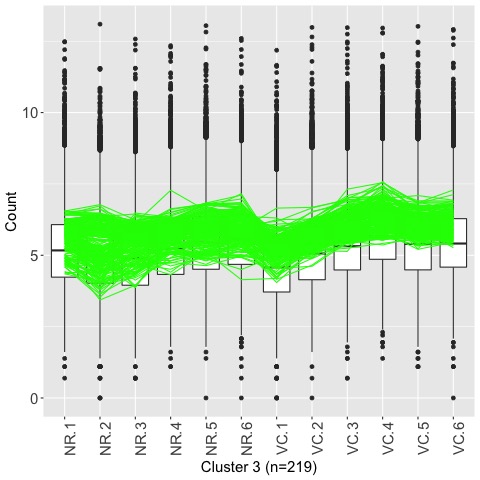 10
5
0
Count
NR.1
NR.2
NR.3
NR.4
NR.5
NR.6
VC.1
VC.2
VC.3
VC.4
VC.5
VC.6
Cluster 3 (n=219)